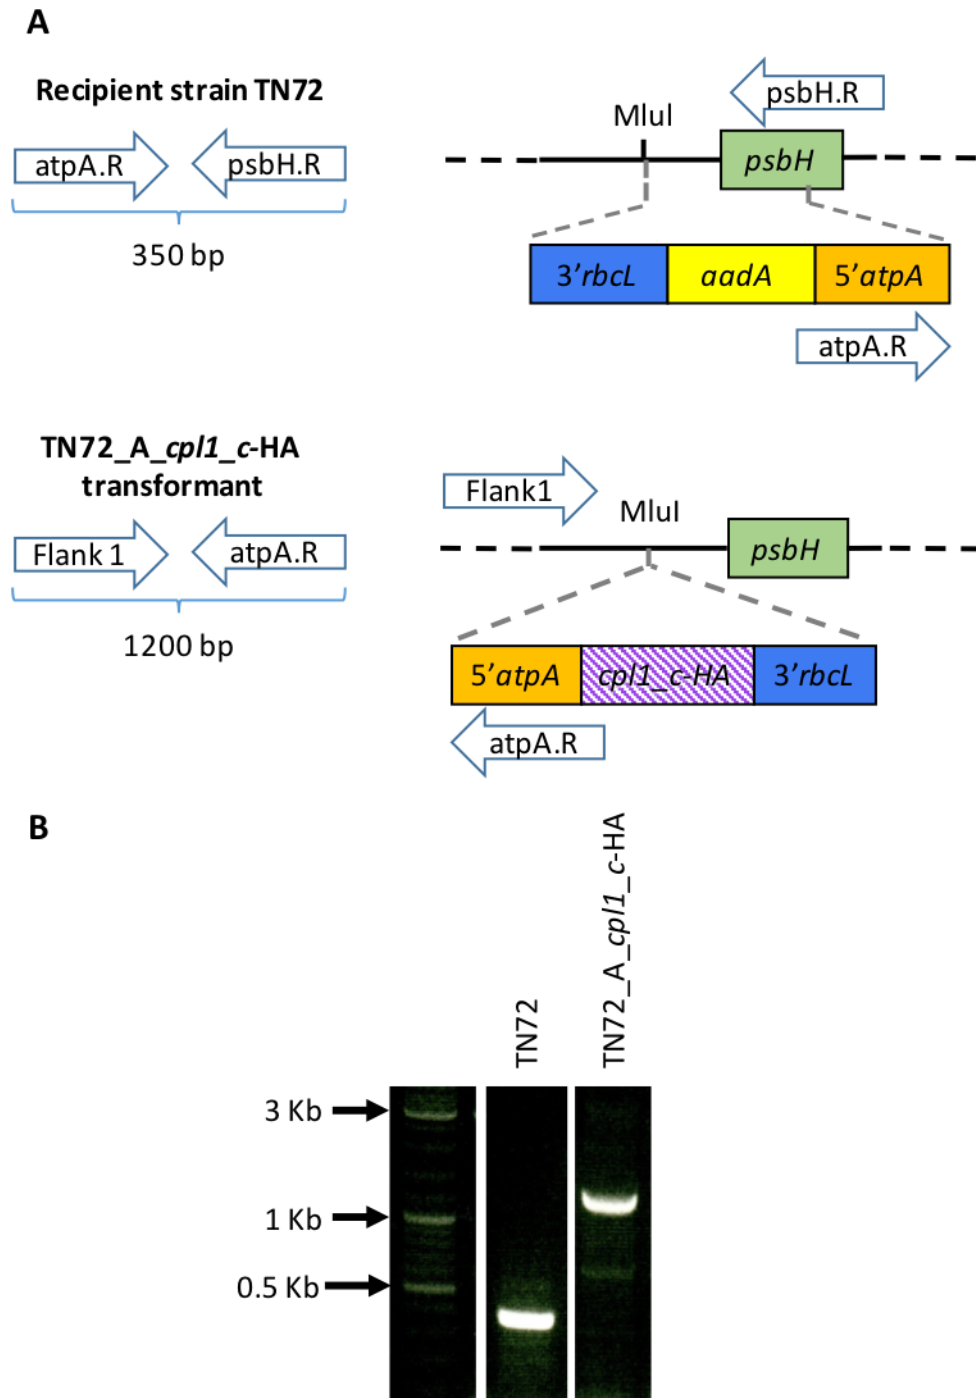 A
Recipient strain TN72
atpA.R
psbH.R
350 bp
psbH.R
MluI
psbH
3'rbcL
aadA
5'atpA
atpA.R
TN72_A_cpl1_c-HA
transformant
Flank 1
atpA.R
1200 bp
Flank1
MluI
psbH
5'atpA
cpl1_c-HA
3'rbcL
atpA.R
B
TN72
TN72_A_cpl1_c-HA
3 Kb
1 Kb
0.5 Kb